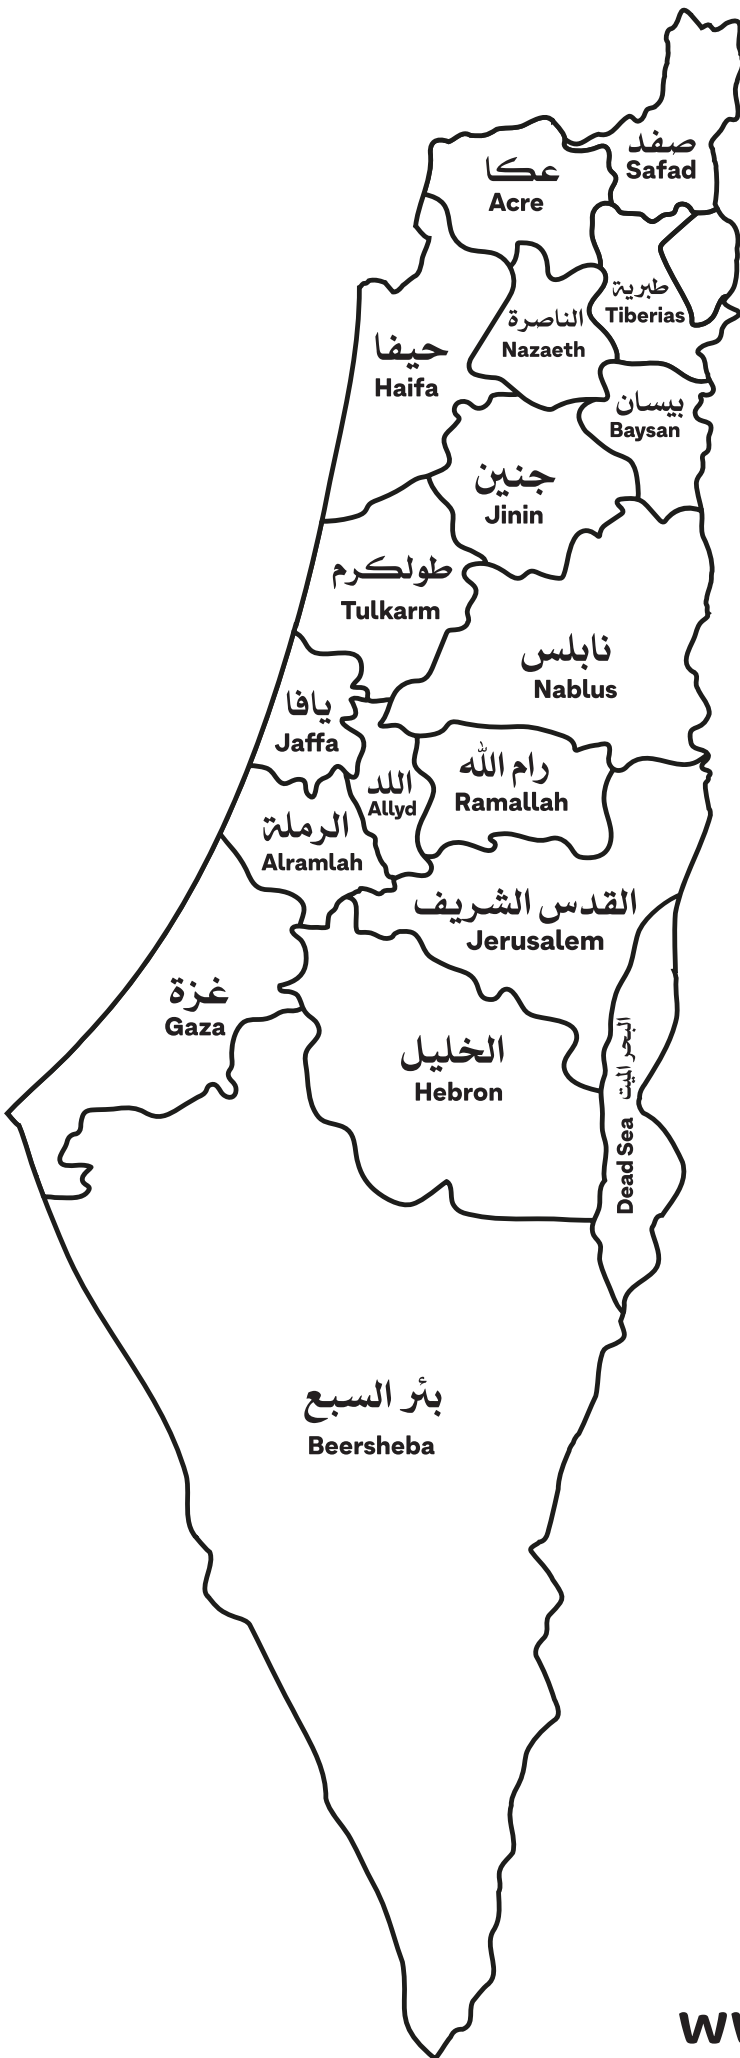 صفد
Safad
عكا
Acre
طبرية
Tiberias
الناصرة
Nazaeth
حيفا
Haifa
بيسان
Baysan
جنين
Jinin
طولكرم
Tulkarm
نابلس
Nablus
يافا
Jaffa
رام الله
Ramallah
اللد
Allyd
الرملة
Alramlah
القدس الشريف
Jerusalem
غزة
Gaza
الخليل
Hebron
البحر الميت
Dead Sea
بئر السبع
Beersheba